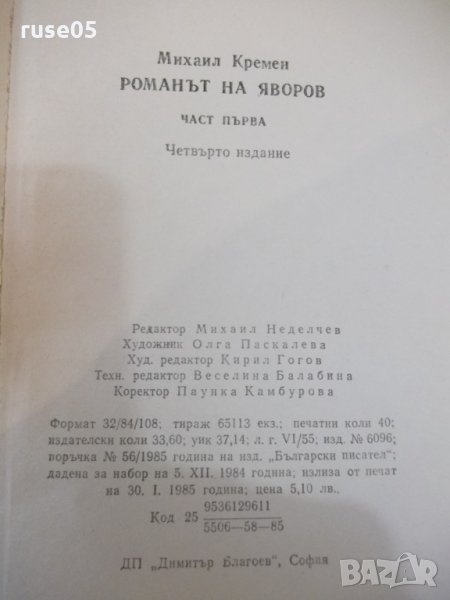 ruse05
Михаил Кремен
РОМАНЪТ НА ЯВОРОВ
ЧАСТ ПЪРВА
Четвърто издание
Редактор Михаил Неделчев
Художник Олга Паскалева
Худ. редактор Кирил Гогов
Техн. редактор Веселина Балабина
Коректор Паунка Камбурова
Формат 32/84/108; тираж 65113 екз.; печатни коли 40;
издателски коли 33,60; уик 37,14; л. г. VI/55; изд. № 6096;
поръчка № 56/1985 година на изд. „Български писател";
дадена за набор на 5. XII. 1984 година; излиза от печат
на 30. I. 1985 година; цена 5,10 лв.,
Код 25 9536129611
5506—58—85
ДП „Димитър Благоев", София
BAZAR